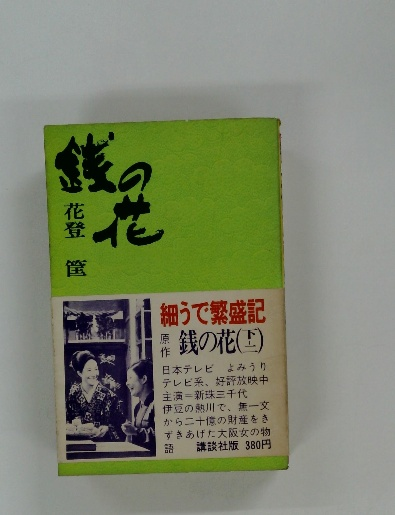 銭の花
花登 筐
細うで繁盛記
原作 銭の花(下一)
日本テレビ よみうり
テレビ系、好評放映中
主演=新珠三千代
伊豆の熱川で、無一文
から二十億の財産をき
ずきあげた大阪女の物
語 講談社版 380円